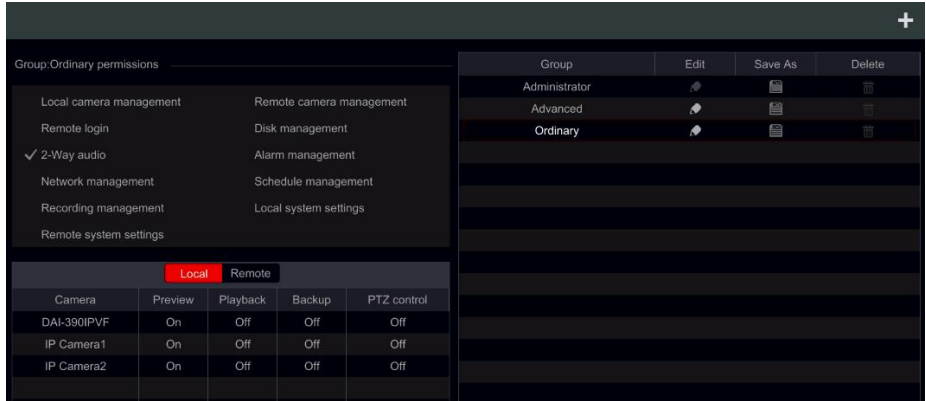 +
Group:Ordinary permissions
Local camera management Remote camera management
Remote login Disk management
✓ 2-Way audio Alarm management
Network management Schedule management
Recording management Local system settings
Remote system settings
Local Remote
Camera Preview Playback Backup PTZ control
DAI-390IPVF On Off Off Off
IP Camera1 On Off Off Off
IP Camera2 On Off Off Off
Group Edit Save As Delete
Administrator
Advanced
Ordinary